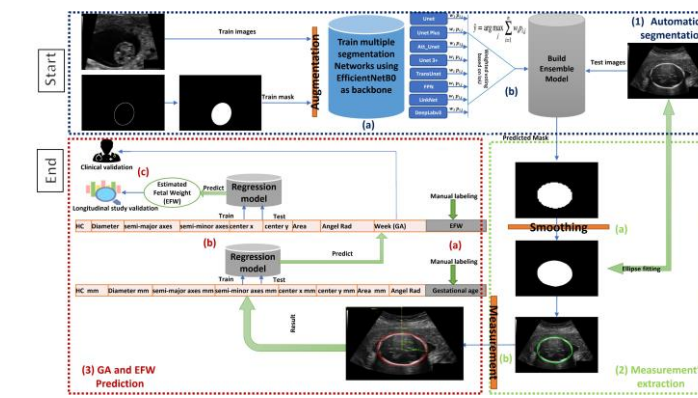 Start
Train images
Train mask
Augmentation
Train multiple
segmentation
Networks using
EfficientNetB0
as backbone
(a)
Unet
Unet Plus
Att_Unet
Unet 3+
TransUnet
FPN
LinkNet
DeepLabv3
Weighted voting
based on IoU
(b)
Build
Ensemble
Model
(1) Automatic
segmentation
Test images
Predicted Mask
End
Clinical validation
(c)
Longitudinal study validation
Estimated
Fetal Weight
(EFW)
Predict
Regression
model
Train
Test
Manual labeling
HC Diameter semi-major axes semi-minor axes center x center y Area Angel Rad Week (GA) EFW
(b)
(a)
Regression
model
Predict
Train
Test
Manual labeling
HC mm Diameter mm semi-major axes mm semi-minor axes mm center x mm center y mm Area mm Angel Rad Gestational age
Result
(3) GA and EFW
Prediction
Smoothing
(a)
Ellipse fitting
Measurement
(b)
(2) Measurement
extraction